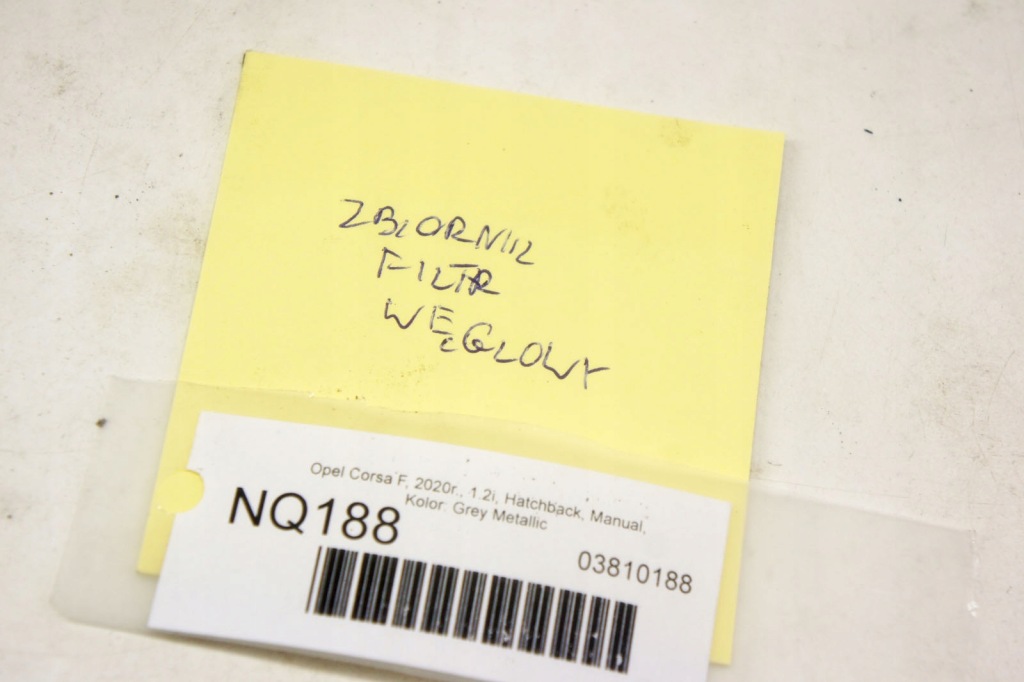 ZBIORNIK
FILTR
WĘGLOWY
Opel Corsa F, 2020r., 1.2i, Hatchback, Manual,
Kolor: Grey Metallic
NQ188
03810188